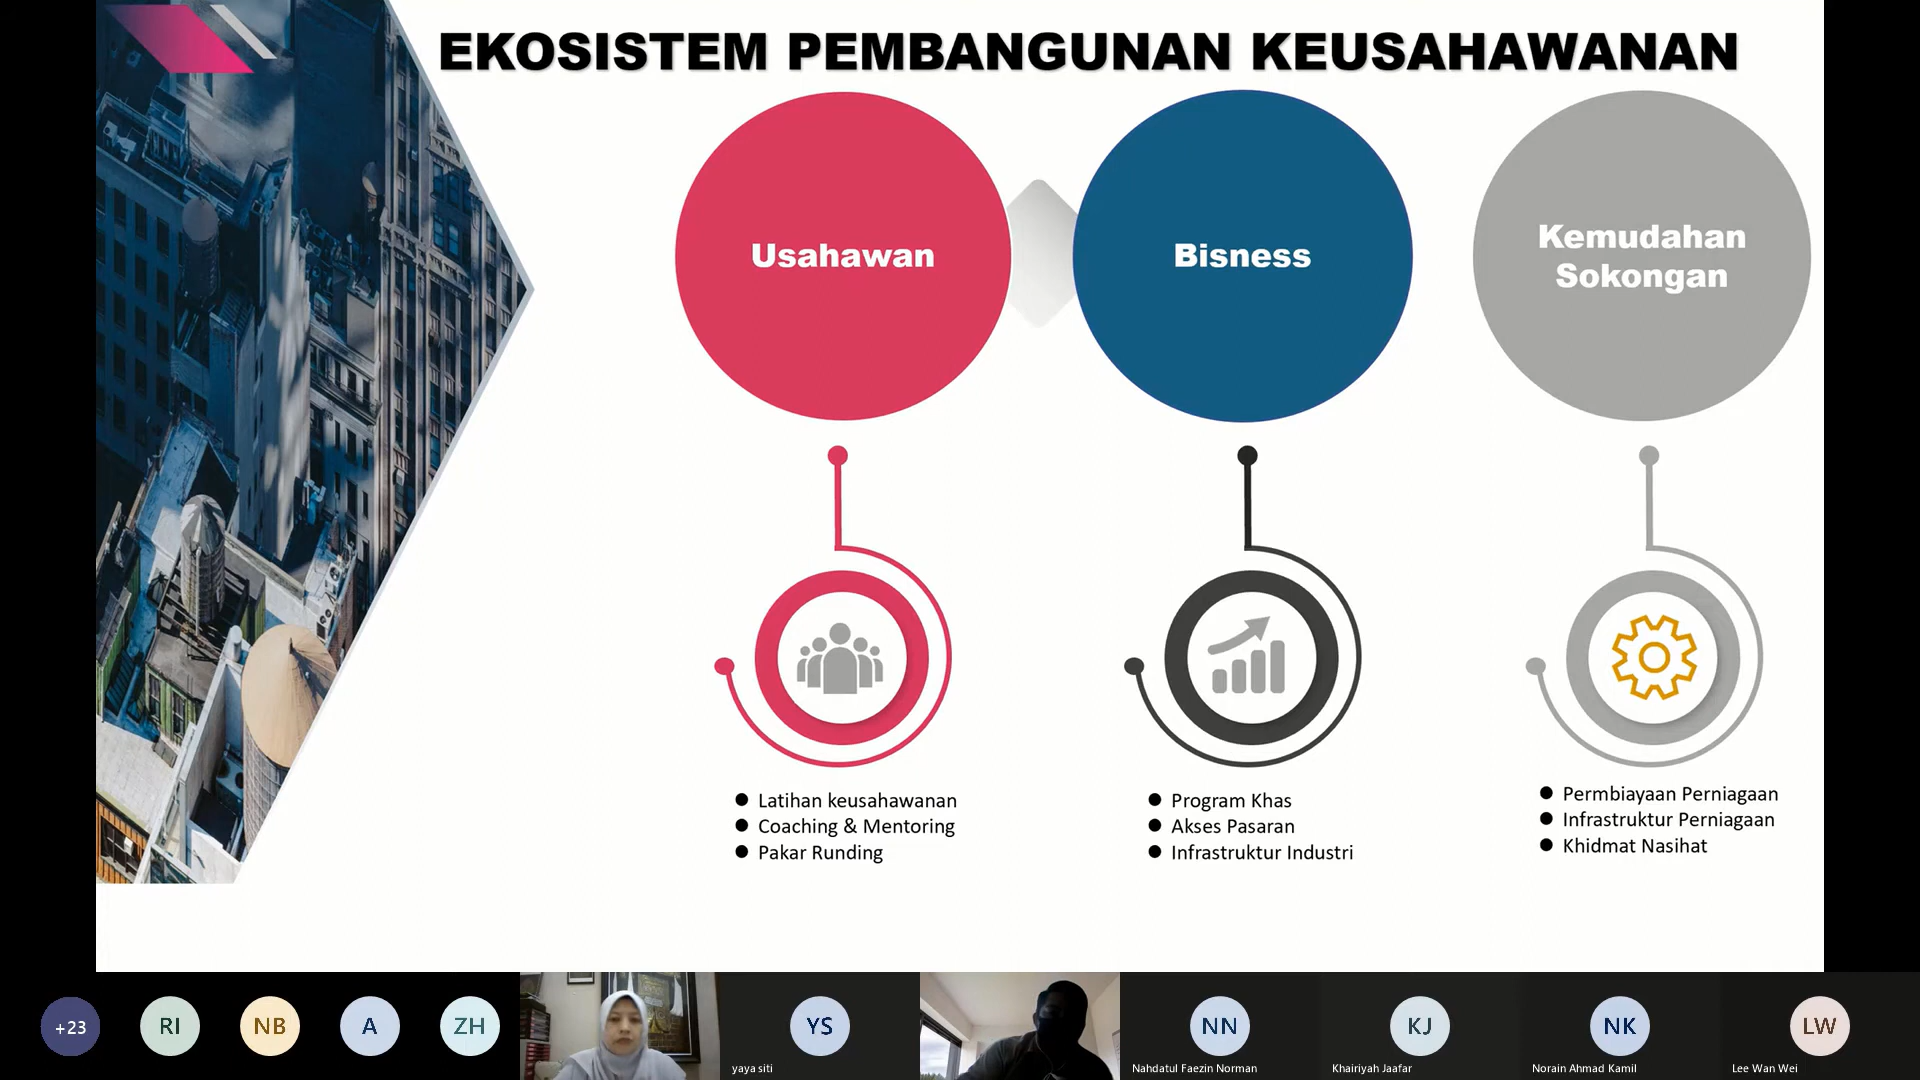 EKOSISTEM PEMBANGUNAN KEUSAHAWANAN
Usahawan
Bisness
Kemudahan
Sokongan
Latihan keusahawanan
Coaching & Mentoring
Pakar Runding
Program Khas
Akses Pasaran
Infrastruktur Industri
Permbiayaan Perniagaan
Infrastruktur Perniagaan
Khidmat Nasihat
+23
RI
NB
A
ZH
YS
yaya siti
NN
Nahdatul Faezin Norman
KJ
Khairiyah Jaafar
NK
Norain Ahmad Kamil
LW
Lee Wan Wei